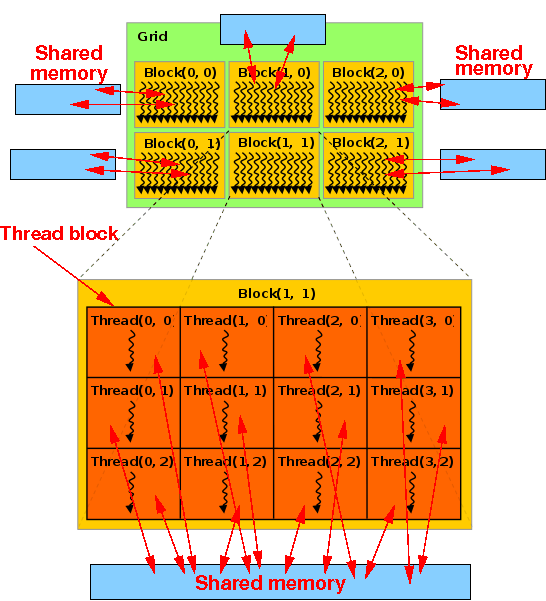 Grid
Shared
memory
Shared
memory
Block(0, 0)
Block(1, 0)
Block(2, 0)
Block(0, 1)
Block(1, 1)
Block(2, 1)
Thread block
Block(1, 1)
Thread(0, 0)
Thread(1, 0)
Thread(2, 0)
Thread(3, 0)
Thread(0, 1)
Thread(1, 1)
Thread(2, 1)
Thread(3, 1)
Thread(0, 2)
Thread(1, 2)
Thread(2, 2)
Thread(3, 2)
Shared memory